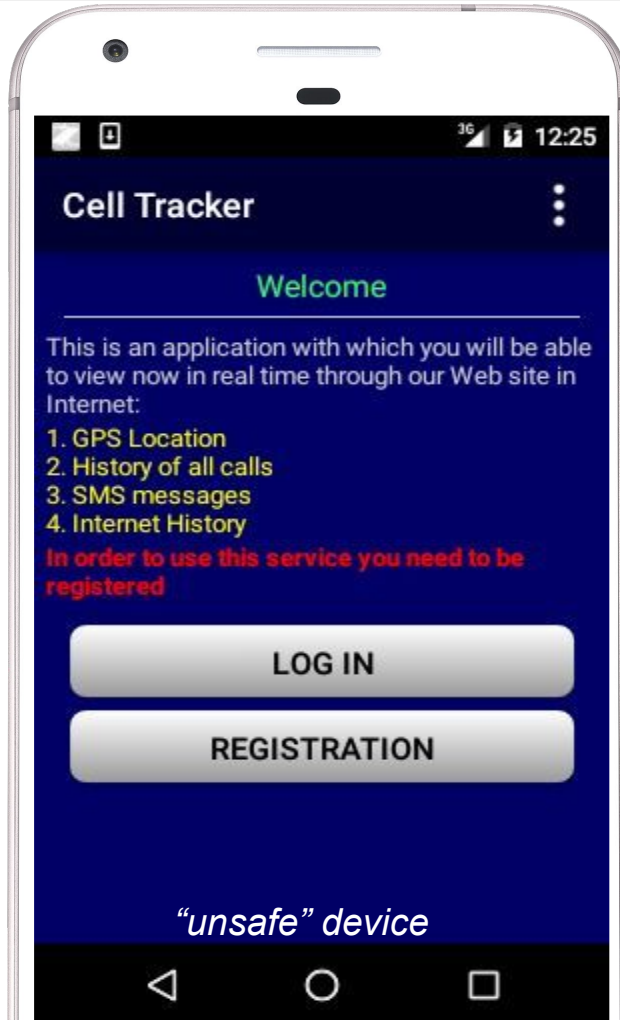 3G 12:25
Cell Tracker
Welcome
This is an application with which you will be able
to view now in real time through our Web site in
Internet:
1. GPS Location
2. History of all calls
3. SMS messages
4. Internet History
In order to use this service you need to be
registered
LOG IN
REGISTRATION
“unsafe” device